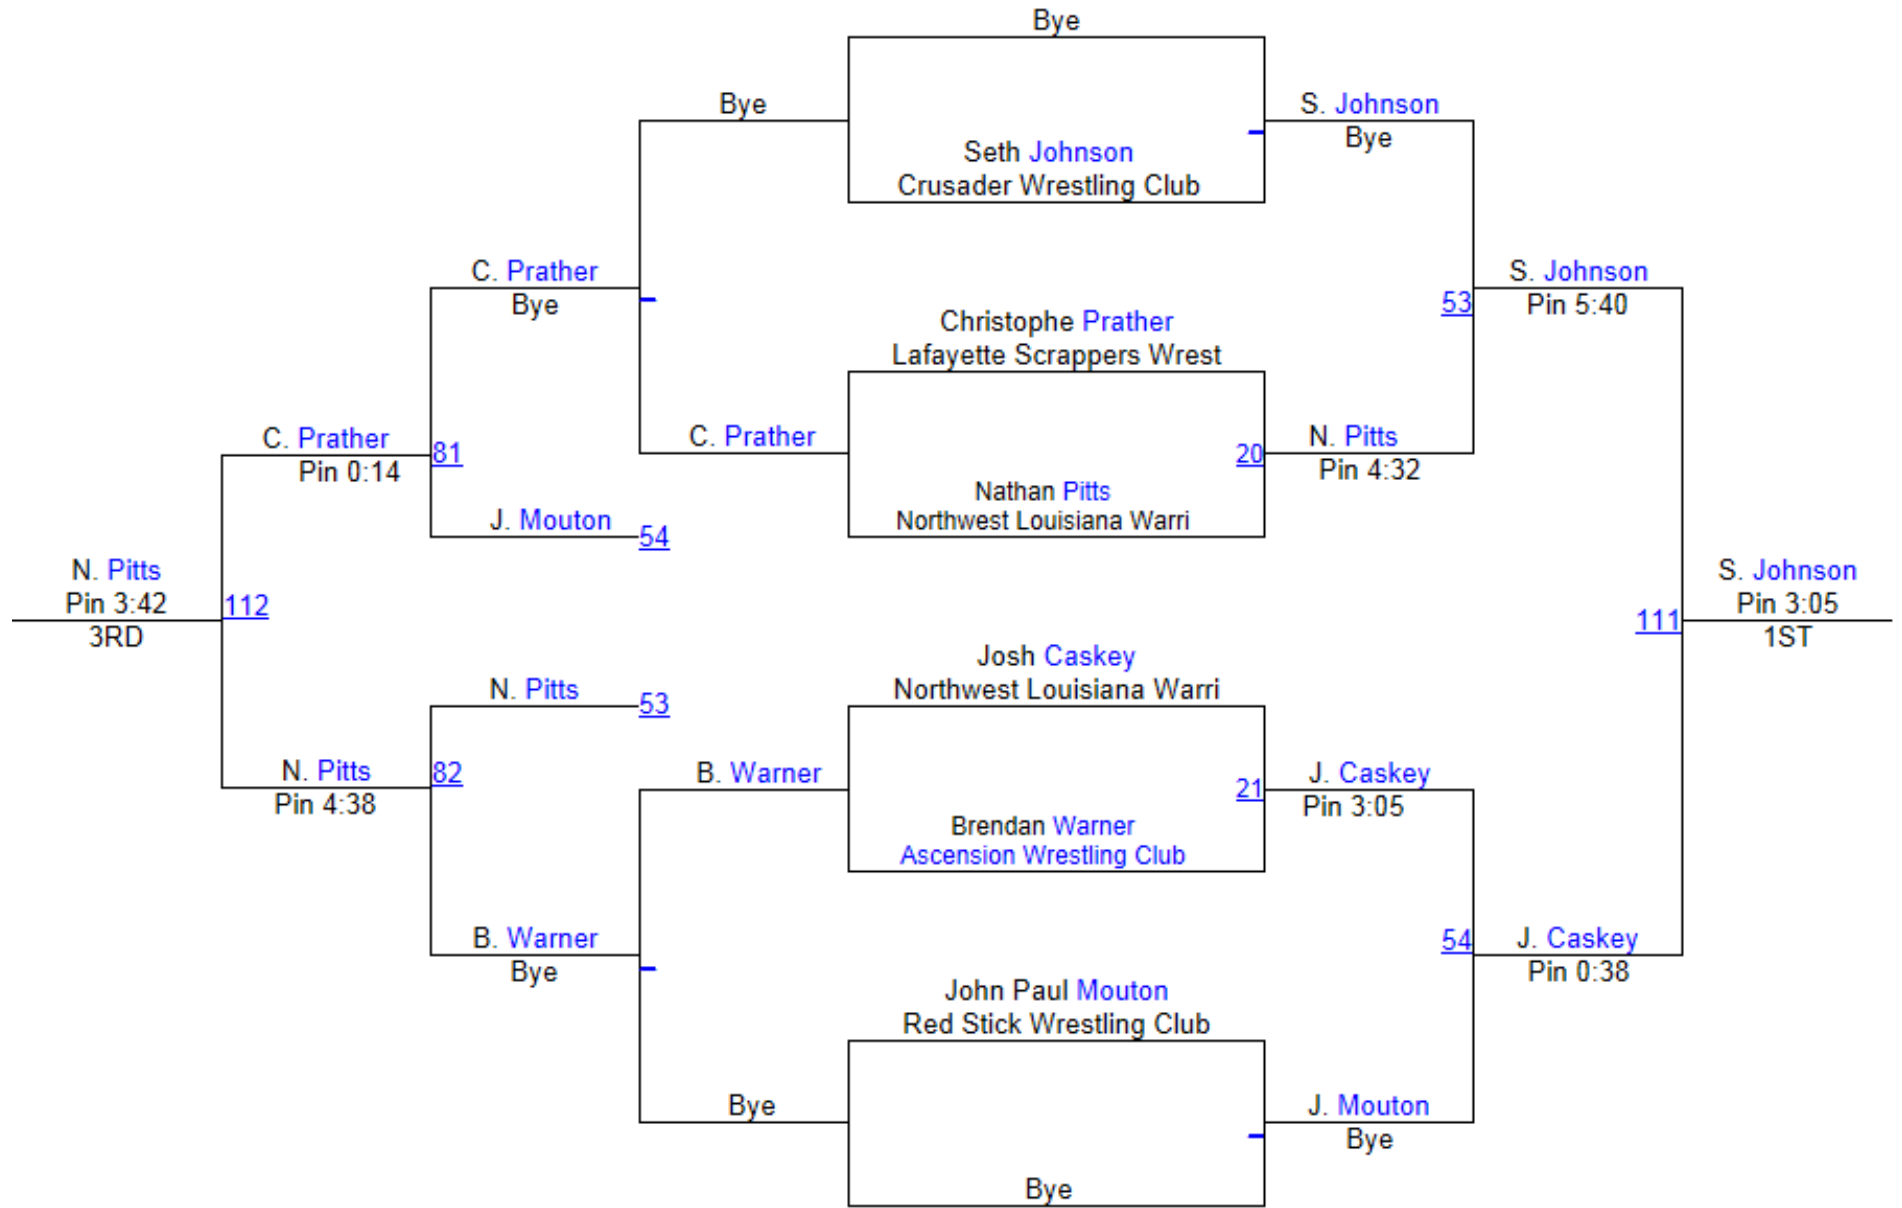 Bye
Bye
S. Johnson
Bye
Seth Johnson
Crusader Wrestling Club
C. Prather
Bye
S. Johnson
53
Pin 5:40
Christophe Prather
Lafayette Scrappers Wrest
C. Prather
Pin 0:14
81
C. Prather
20
N. Pitts
Pin 4:32
Nathan Pitts
Northwest Louisiana Warri
J. Mouton
54
N. Pitts
Pin 3:42
3RD
112
S. Johnson
Pin 3:05
1ST
111
Josh Caskey
Northwest Louisiana Warri
N. Pitts
53
N. Pitts
Pin 4:38
82
B. Warner
21
J. Caskey
Pin 3:05
Brendan Warner
Ascension Wrestling Club
B. Warner
Bye
54
J. Caskey
Pin 0:38
John Paul Mouton
Red Stick Wrestling Club
Bye
J. Mouton
Bye
Bye